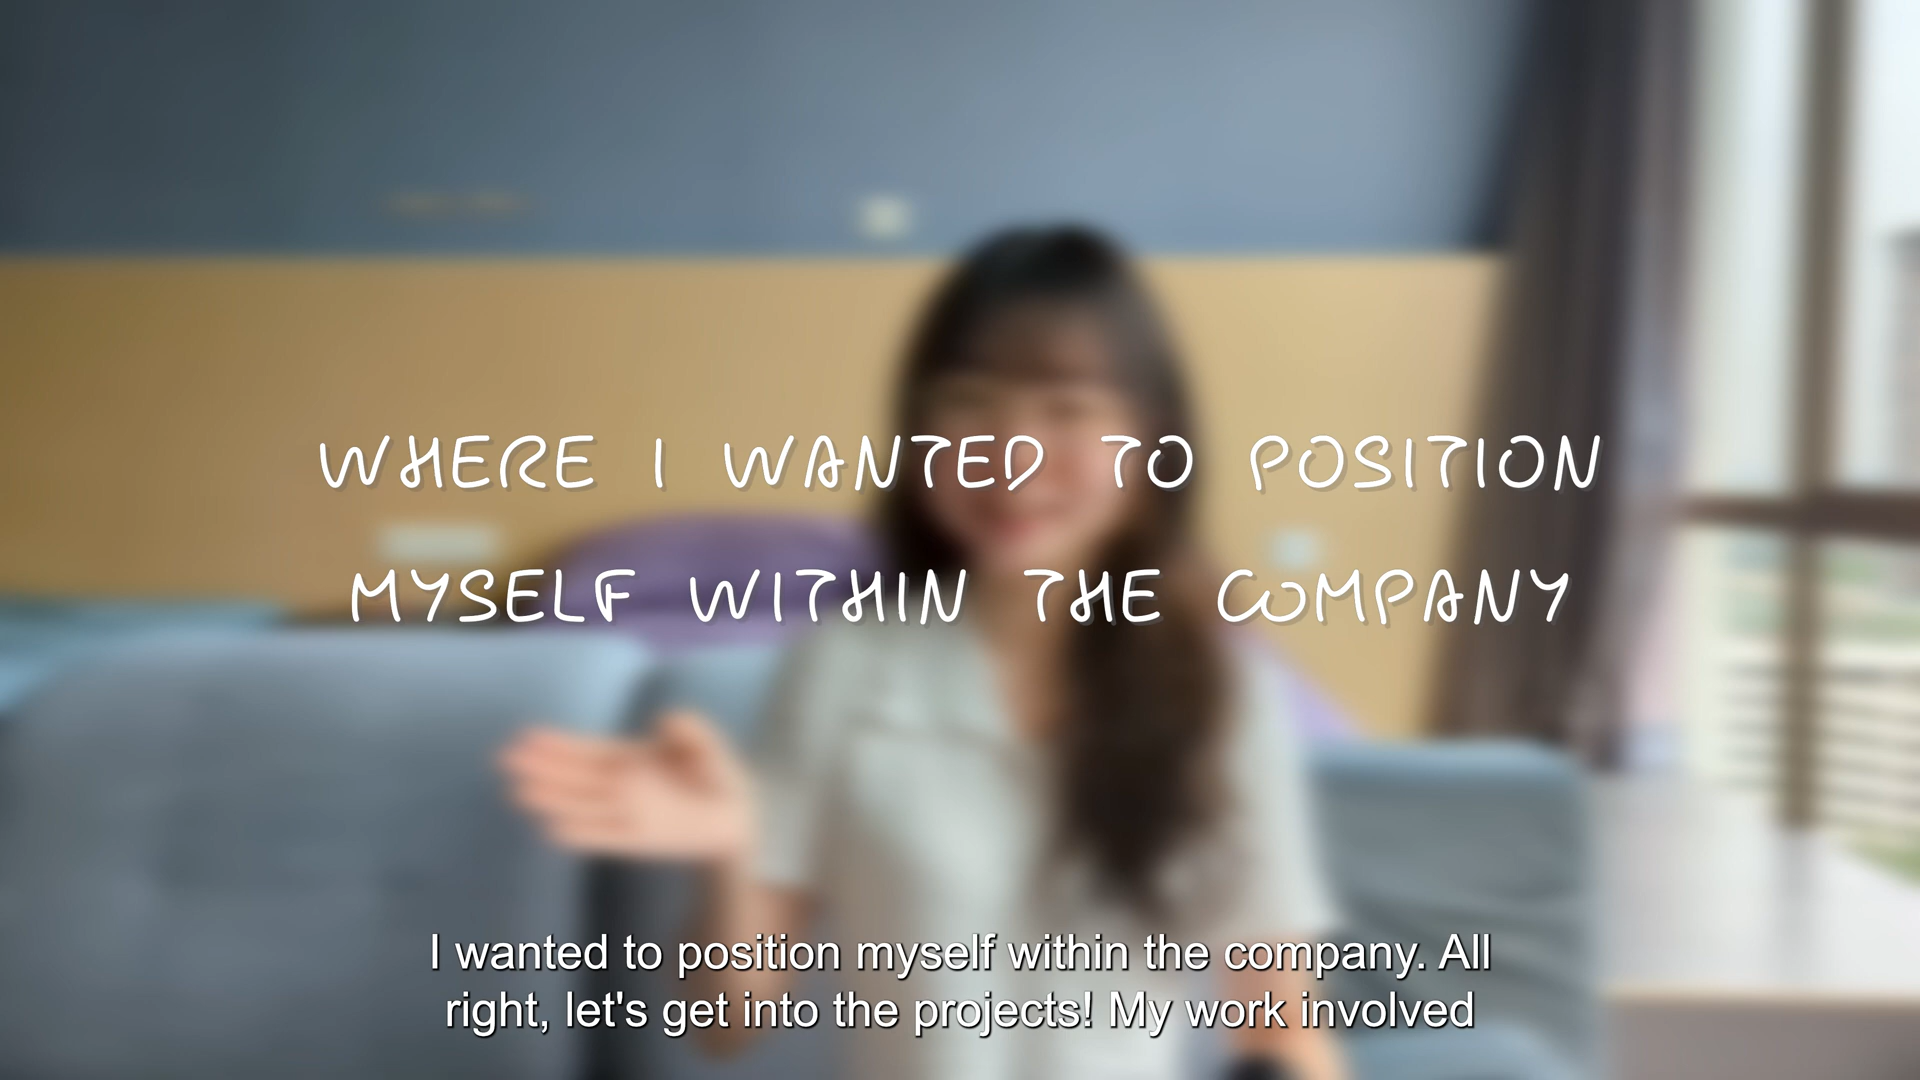 WHERE I WANTED TO POSITION
MYSELF WITHIN THE COMPANY
I wanted to position myself within the company. All
right, let's get into the projects! My work involved